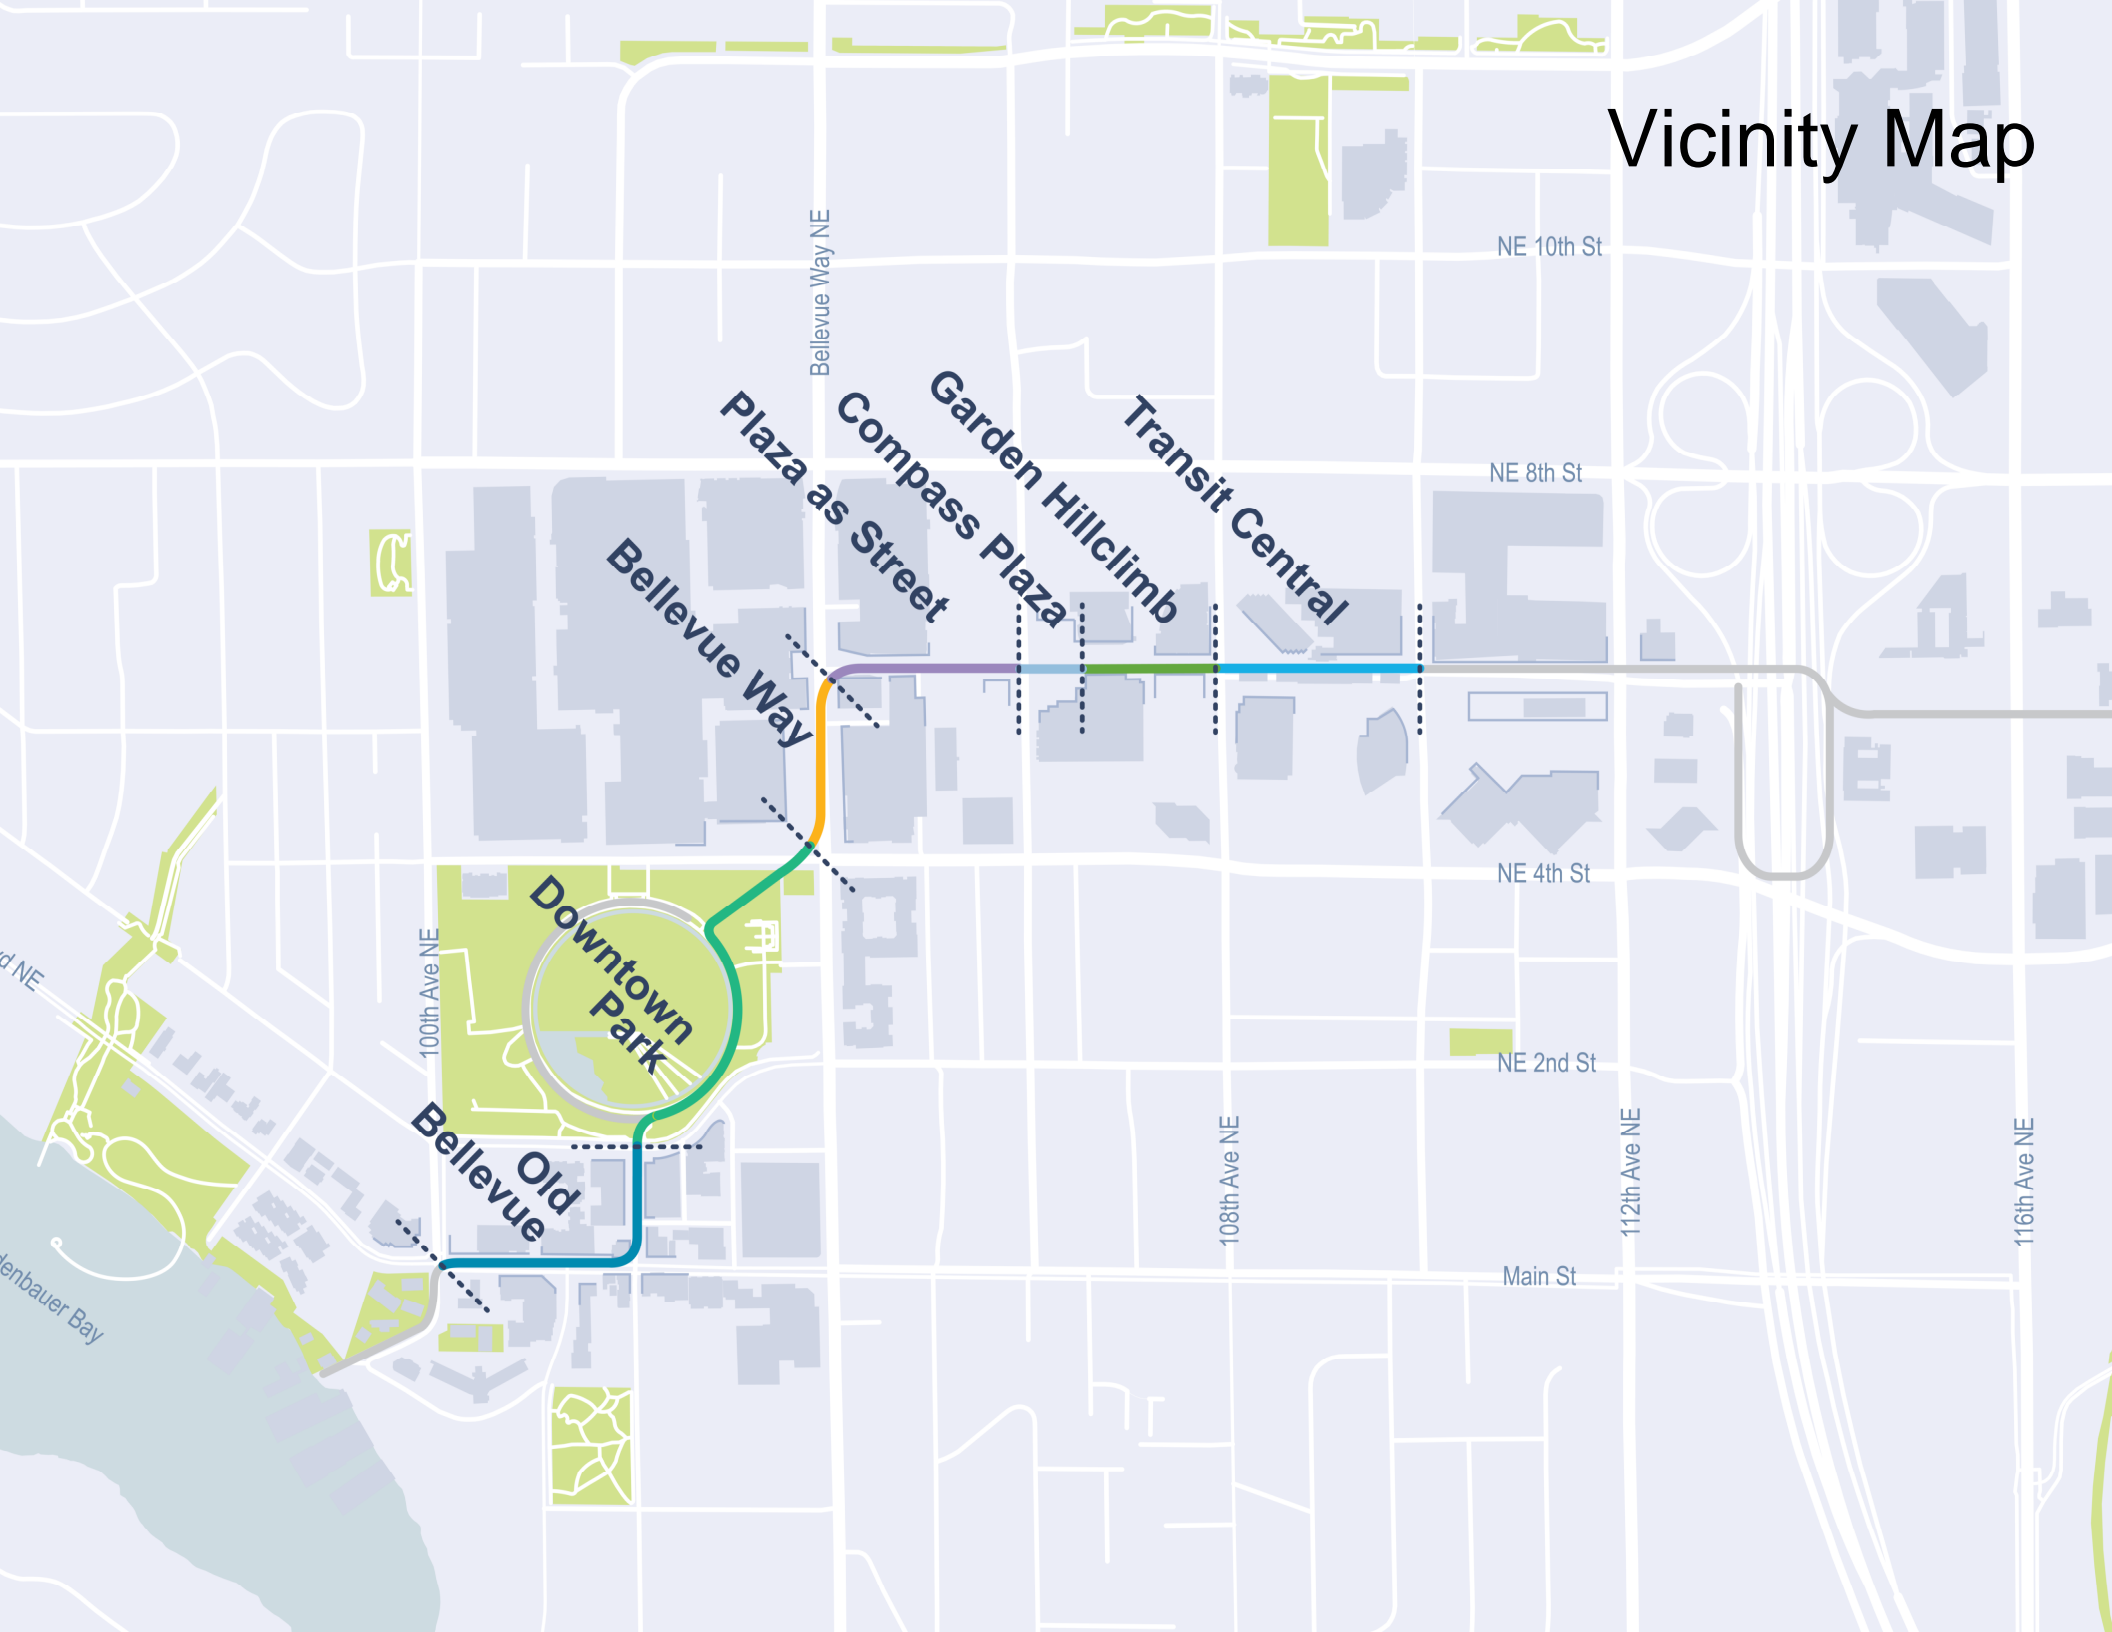 Vicinity Map
Bellevue Way NE
NE 10th St
Plaza as Street
Compass Plaza
Garden Hillclimb
Transit Central
NE 8th St
Bellevue Way
NE 4th St
Downtown
Park
100th Ave NE
NE
NE 2nd St
Old
Bellevue
108th Ave NE
112th Ave NE
116th Ave NE
Main St
Bay